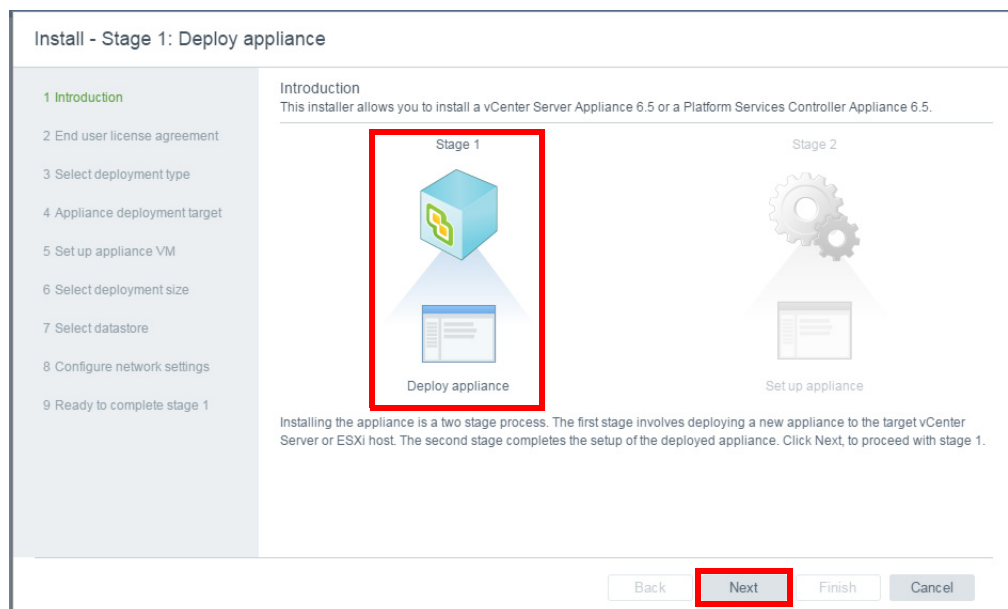 Install - Stage 1: Deploy appliance
1 Introduction
2 End user license agreement
3 Select deployment type
4 Appliance deployment target
5 Set up appliance VM
6 Select deployment size
7 Select datastore
8 Configure network settings
9 Ready to complete stage 1
Introduction
This installer allows you to install a vCenter Server Appliance 6.5 or a Platform Services Controller Appliance 6.5.
Stage 1
Stage 2
Deploy appliance
Set up appliance
Installing the appliance is a two stage process. The first stage involves deploying a new appliance to the target vCenter
Server or ESXi host. The second stage completes the setup of the deployed appliance. Click Next, to proceed with stage 1.
Back
Next
Finish
Cancel